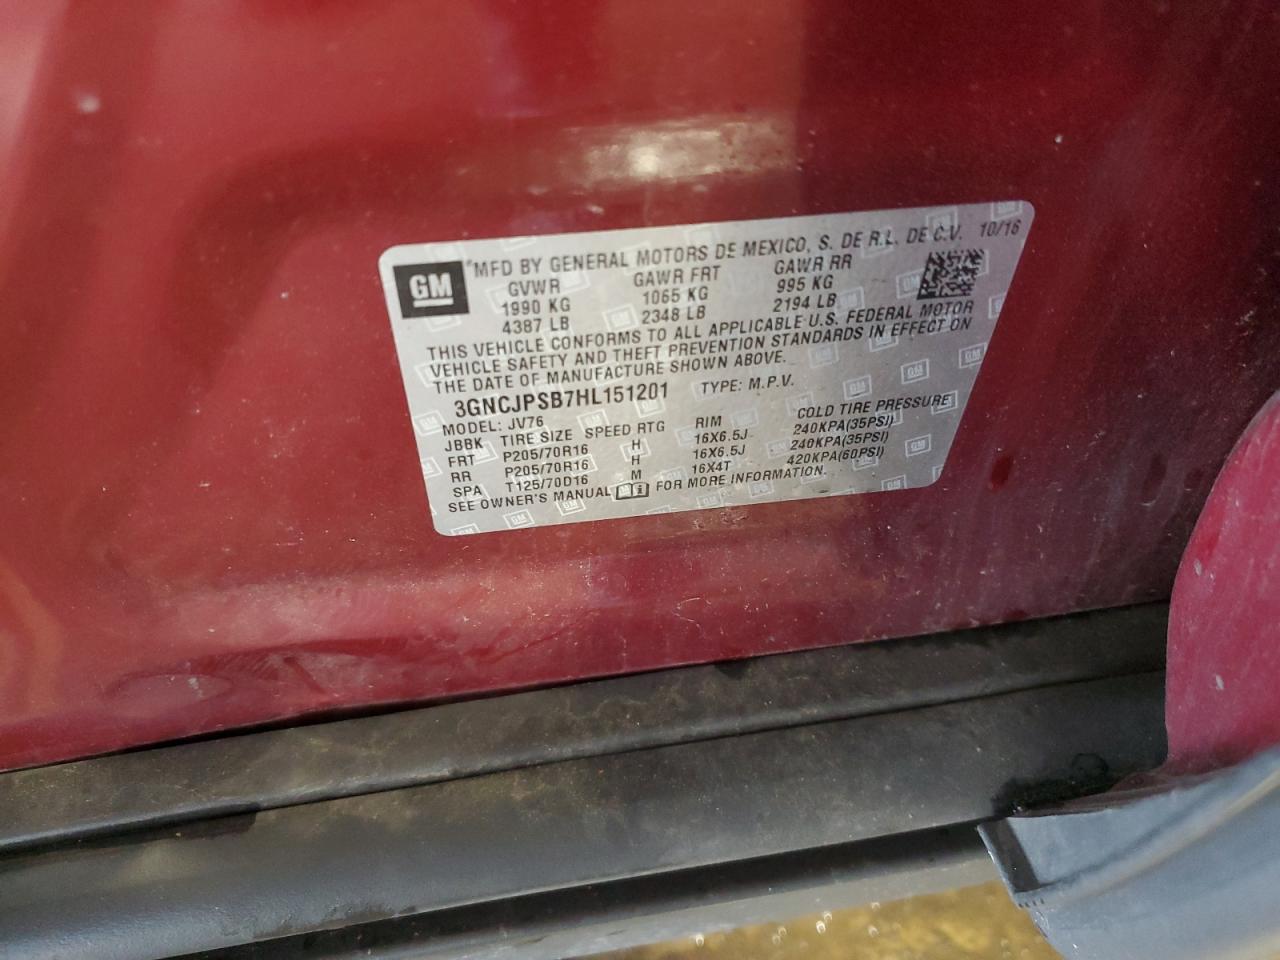 GM
MFD BY GENERAL MOTORS DE MEXICO, S. DE R.L. DE C.V. 10/16
GVWR GAWR FRT GAWR RR
1990 KG 1065 KG 995 KG
4387 LB 2348 LB 2194 LB
THIS VEHICLE CONFORMS TO ALL APPLICABLE U.S. FEDERAL MOTOR
VEHICLE SAFETY AND THEFT PREVENTION STANDARDS IN EFFECT ON
THE DATE OF MANUFACTURE SHOWN ABOVE.
3GNCJPSB7HL151201 TYPE: M.P.V.
MODEL: JV76
JBBK TIRE SIZE SPEED RTG RIM COLD TIRE PRESSURE
FRT P205/70R16 H 16X6.5J 240KPA(35PSI)
RR P205/70R16 H 16X6.5J 240KPA(35PSI)
SPA T125/70D16 M 16X4T 420KPA(60PSI)
SEE OWNER'S MANUAL FOR MORE INFORMATION.